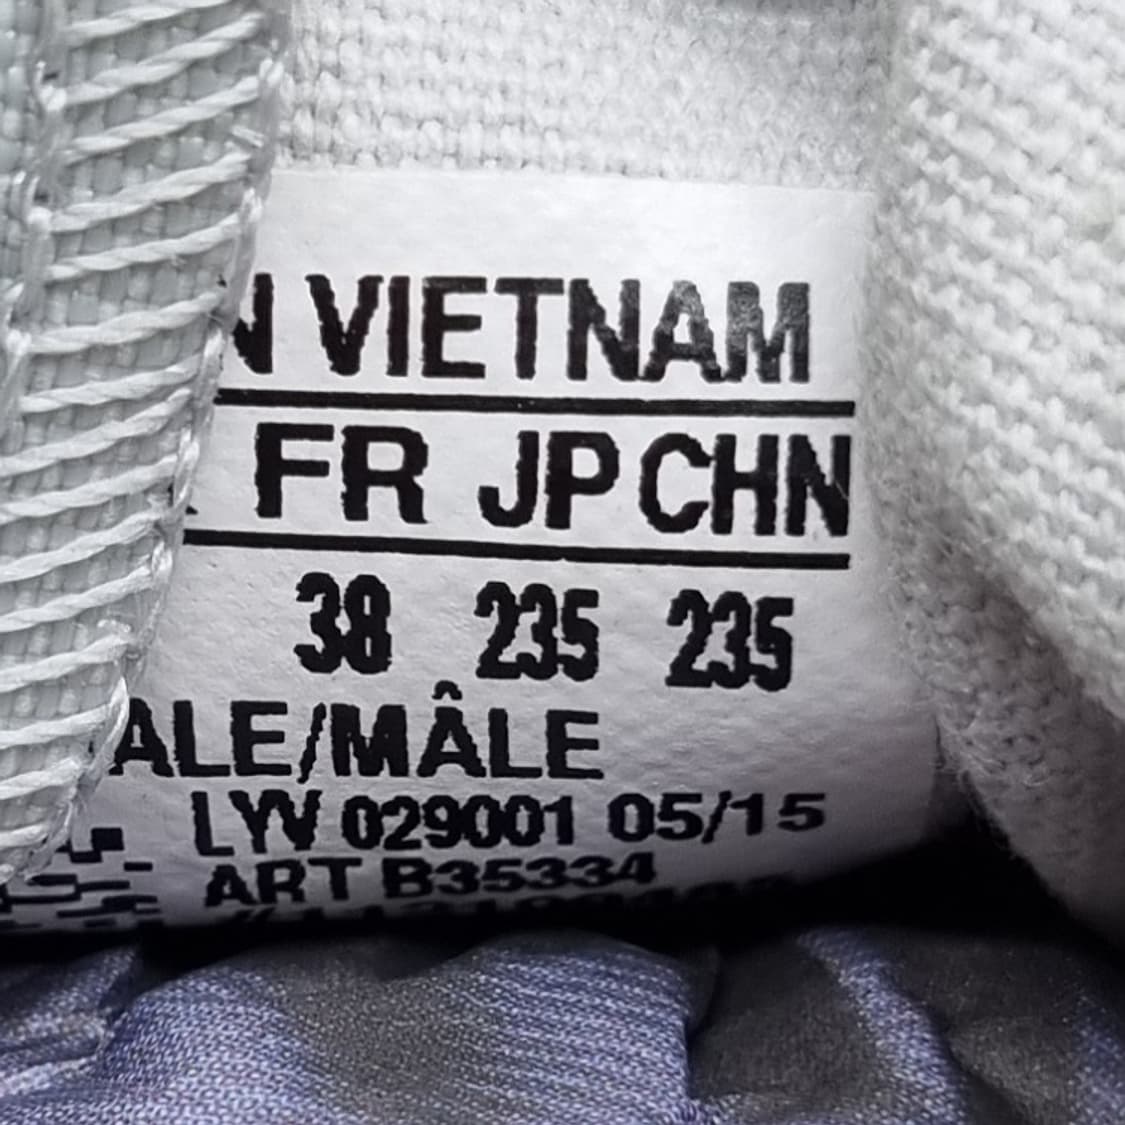 N VIETNAM
FR JP CHN
38 235 235
ALE/MÂLE
LYV 029001 05/15
ART B35334